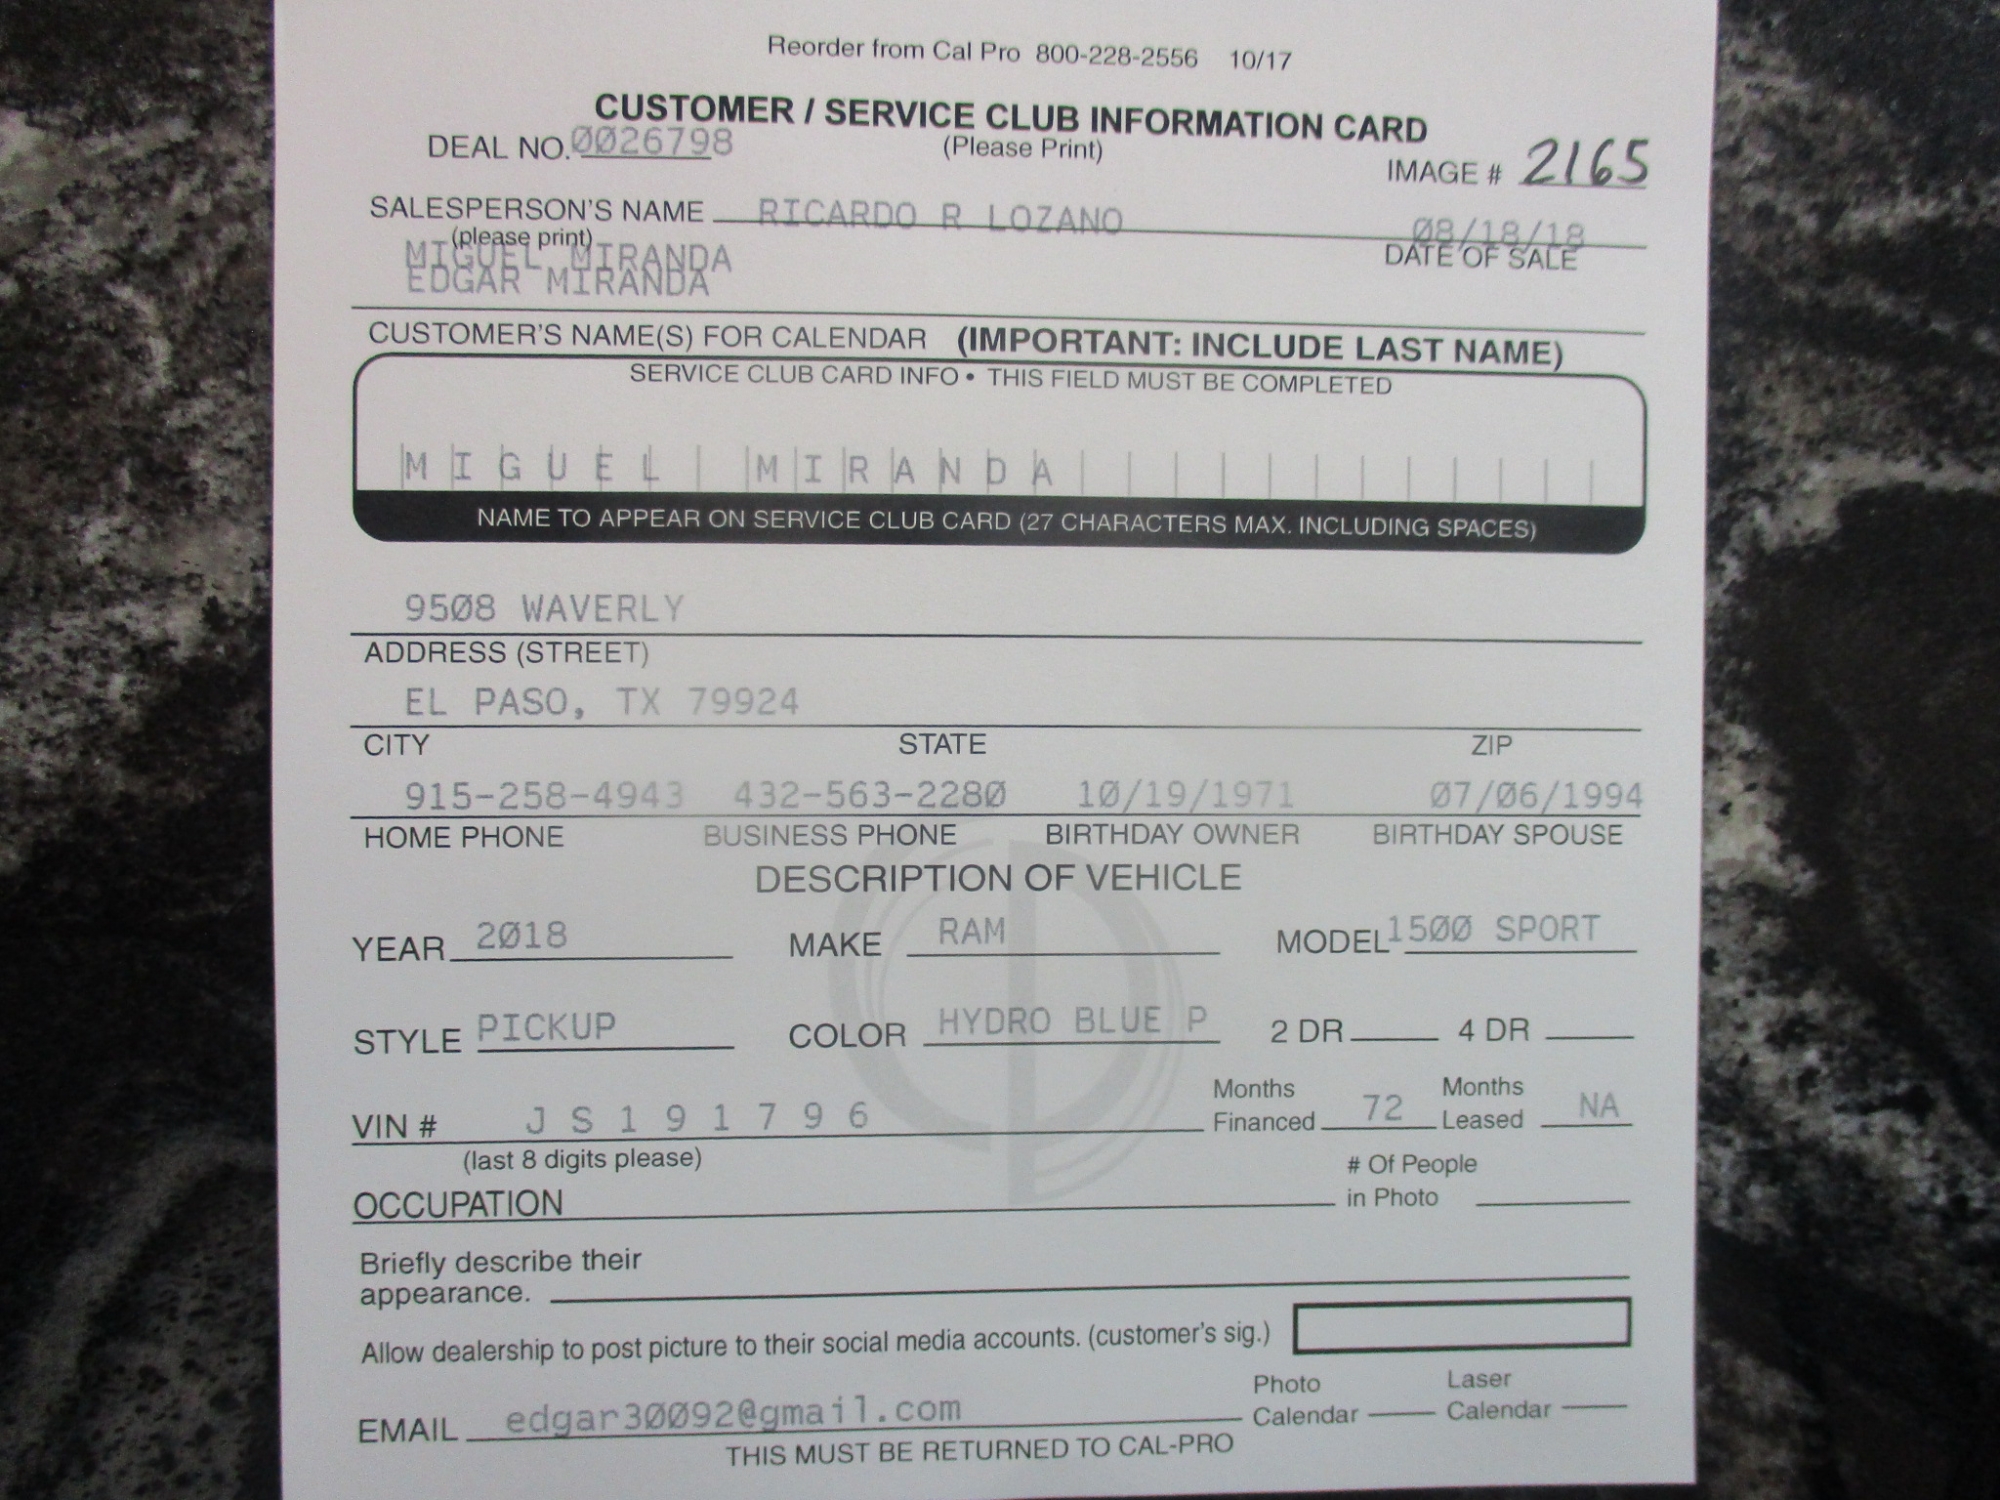 Reorder from Cal Pro 800-228-2556 10/17
CUSTOMER / SERVICE CLUB INFORMATION CARD
DEAL NO. 0026798 (Please Print)
IMAGE # 2165
SALESPERSON'S NAME RICARDO R LOZANO 08/18/18
(please print) DATE OF SALE
MIGUEL MIRANDA
EDGAR MIRANDA
CUSTOMER'S NAME(S) FOR CALENDAR (IMPORTANT: INCLUDE LAST NAME)
SERVICE CLUB CARD INFO • THIS FIELD MUST BE COMPLETED
MIGUEL MIRANDA
NAME TO APPEAR ON SERVICE CLUB CARD (27 CHARACTERS MAX. INCLUDING SPACES)
9508 WAVERLY
ADDRESS (STREET)
EL PASO, TX 79924
CITY STATE ZIP
915-258-4943 432-563-2280 10/19/1971 07/06/1994
HOME PHONE BUSINESS PHONE BIRTHDAY OWNER BIRTHDAY SPOUSE
DESCRIPTION OF VEHICLE
YEAR 2018 MAKE RAM MODEL 1500 SPORT
STYLE PICKUP COLOR HYDRO BLUE P 2 DR 4 DR
Months Months
VIN # JS191796 Financed 72 Leased NA
(last 8 digits please) # Of People
OCCUPATION in Photo
Briefly describe their
appearance.
Allow dealership to post picture to their social media accounts. (customer's sig.)
Photo Laser
EMAIL edgar30092@gmail.com Calendar Calendar
THIS MUST BE RETURNED TO CAL-PRO